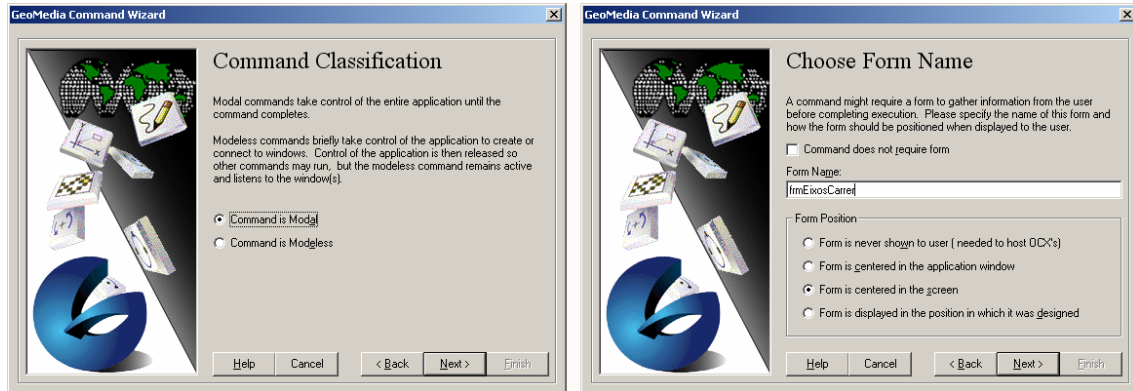 GeoMedia Command Wizard
Command Classification
Modal commands take control of the entire application until the
command completes.
Modeless commands briefly take control of the application to create or
connect to windows. Control of the application is then released so
other commands may run, but the modeless command remains active
and listens to the window(s).
Command is Modal
Command is Modeless
Help
Cancel
< Back
Next >
Finish
GeoMedia Command Wizard
Choose Form Name
A command might require a form to gather information from the user
before completing execution. Please specify the name of this form and
how the form should be positioned when displayed to the user.
Command does not require form
Form Name:
frmEixosCarrer
Form Position
Form is never shown to user ( needed to host OCX's)
Form is centered in the application window
Form is centered in the screen
Form is displayed in the position in which it was designed
Help
Cancel
< Back
Next >
Finish